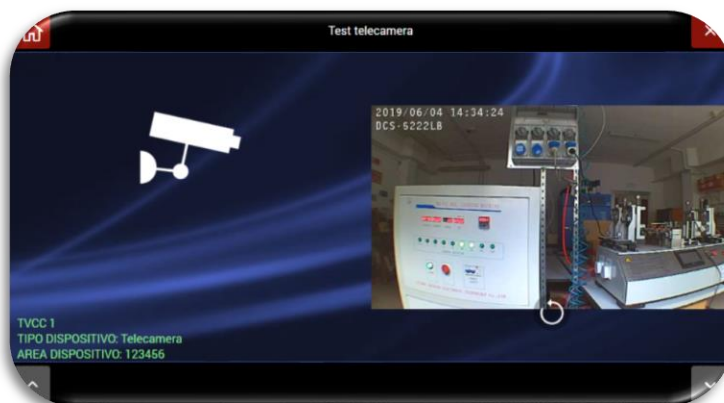 Test telecamera
2019/06/04 14:34:24
DCS-5222LB
TVCC 1
TIPO DISPOSITIVO: Telecamera
AREA DISPOSITIVO: 123456